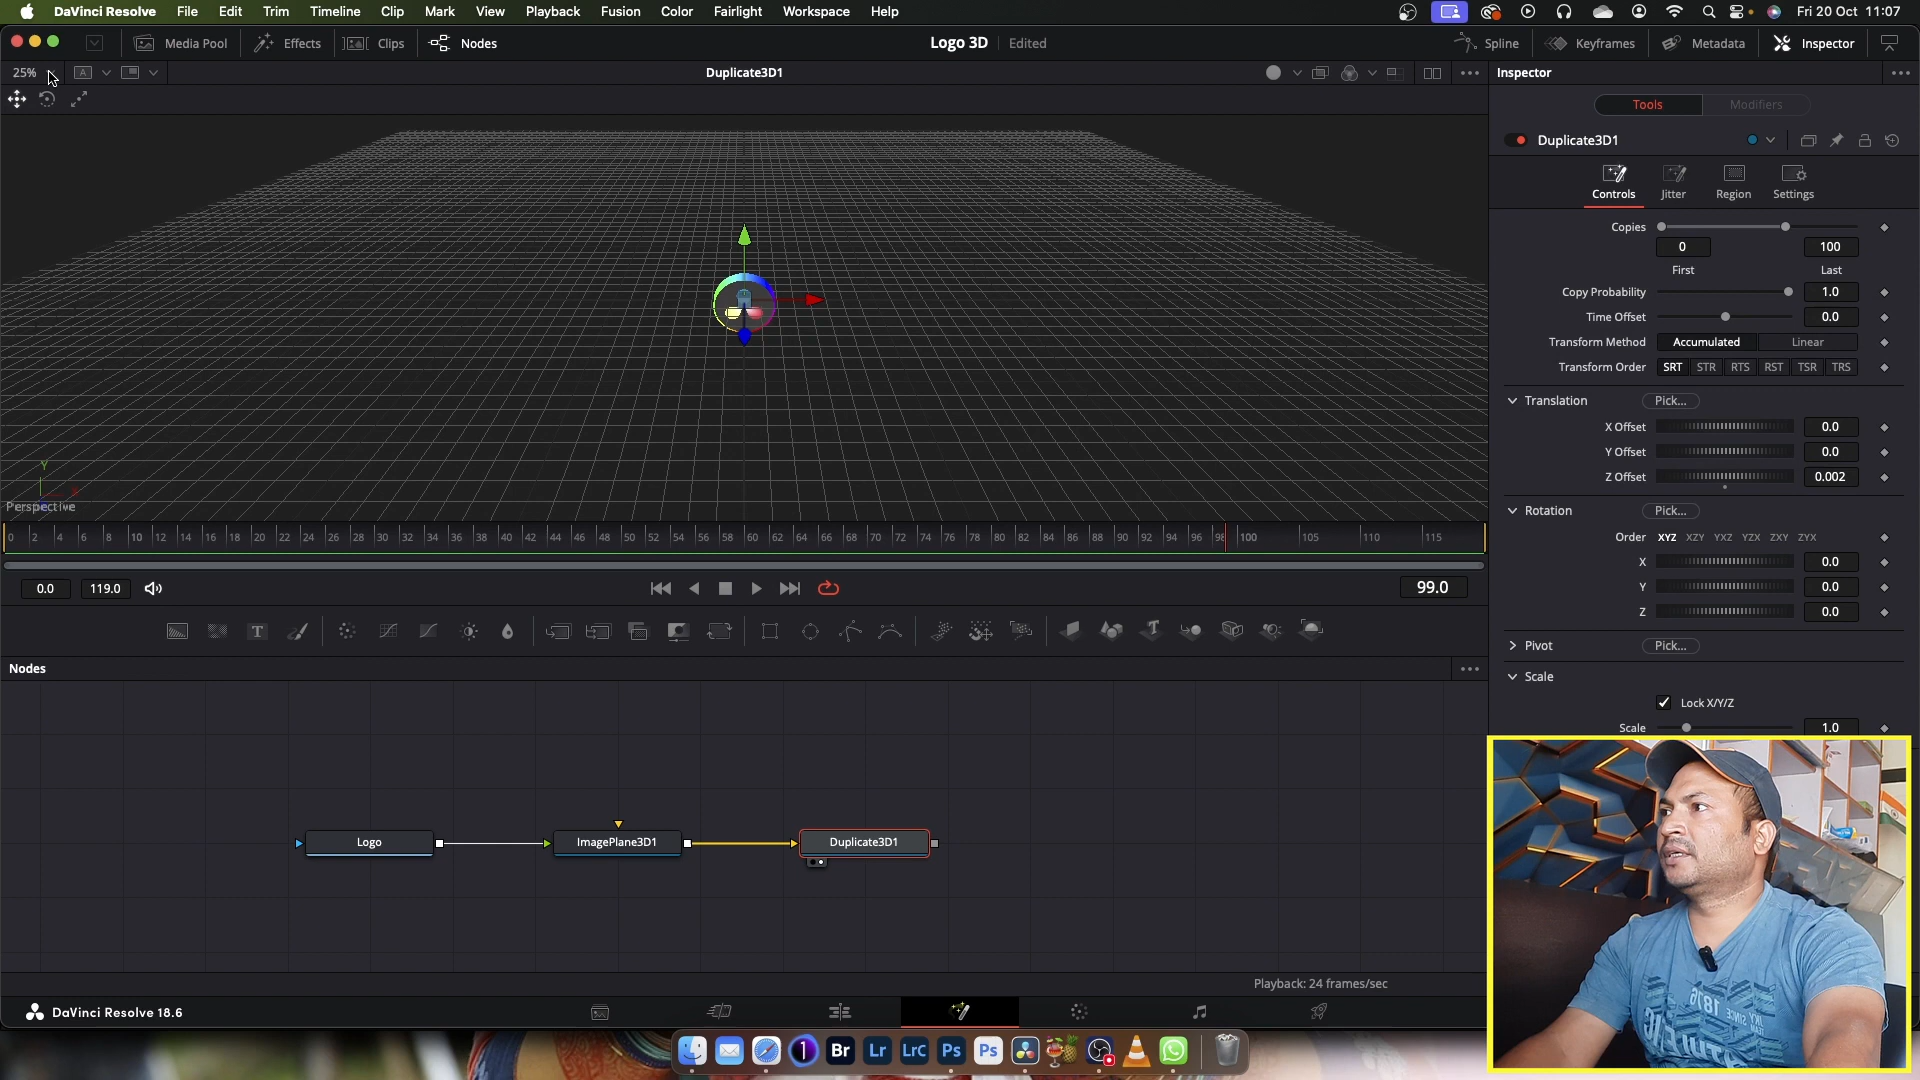 DaVinci Resolve File Edit Trim Timeline Clip Mark View Playback Fusion Color Fairlight Workspace Help Fri 20 Oct 11:07
Media Pool Effects Clips Nodes Logo 3D Edited Spline Keyframes Metadata Inspector
25% A Duplicate3D1 Inspector
Tools Modifiers
Duplicate3D1
Controls Jitter Region Settings
Copies
0 100
First Last
Copy Probability 1.0
Time Offset 0.0
Transform Method Accumulated Linear
Transform Order SRT STR RTS RST TSR TRS
Translation Pick...
X Offset 0.0
Y Offset 0.0
Z Offset 0.002
Rotation Pick...
Order XYZ XZY YXZ YZX ZXY ZYX
X 0.0
Y 0.0
Z 0.0
Pivot Pick...
Scale
Lock X/Y/Z
Scale 1.0
Y
Perspective
0 2 4 6 8 10 12 14 16 18 20 22 24 26 28 30 32 34 36 38 40 42 44 46 48 50 52 54 56 58 60 62 64 66 68 70 72 74 76 78 80 82 84 86 88 90 92 94 96 98 100 105 110 115
0.0 119.0 99.0
T
Nodes
Logo ImagePlane3D1 Duplicate3D1
Playback: 24 frames/sec
DaVinci Resolve 18.6
1 Br Lr LrC Ps Ps